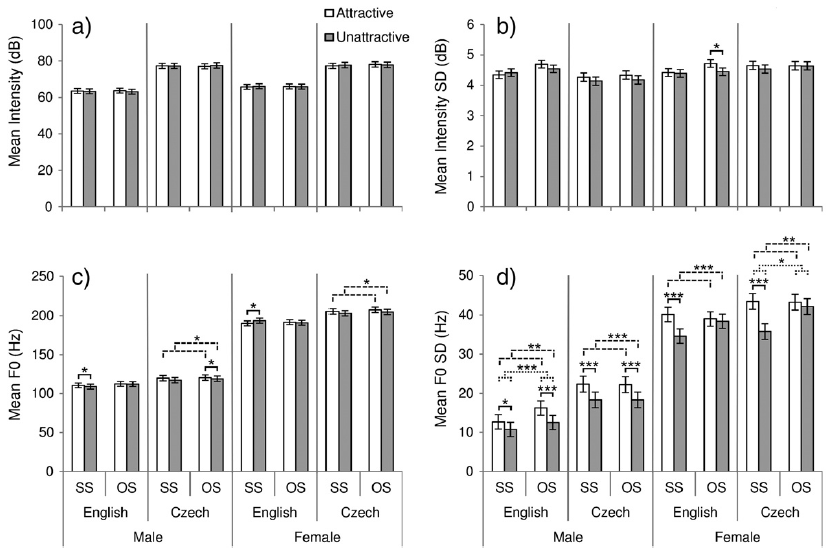 a)
Attractive
Unattractive
Mean Intensity (dB)
100
80
60
40
20
0
b)
Mean Intensity SD (dB)
6
5
4
3
2
1
0
*
c)
Mean F0 (Hz)
250
200
150
100
50
0
*
*
*
*
*
SS OS SS OS SS OS SS OS
English Czech English Czech
Male Female
d)
Mean F0 SD (Hz)
50
40
30
20
10
0
**
***
*
***
***
***
***
***
***
**
*
***
SS OS SS OS SS OS SS OS
English Czech English Czech
Male Female